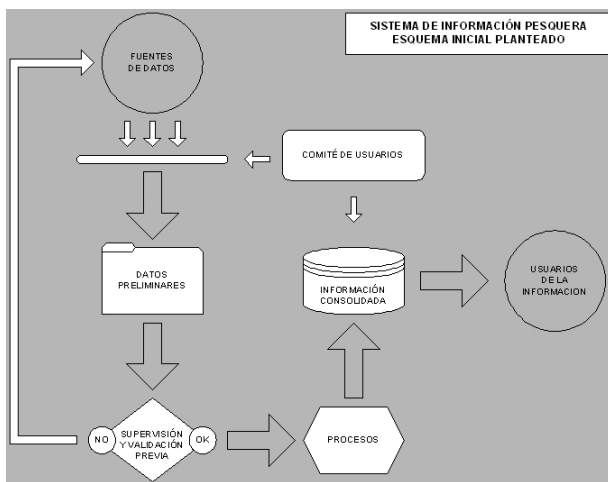 SISTEMA DE INFORMACIÓN PESQUERA
ESQUEMA INICIAL PLANTEADO
FUENTES
DE DATOS
COMITÉ DE USUARIOS
DATOS
PRELIMINARES
INFORMACIÓN
CONSOLIDADA
USUARIOS
DE LA
INFORMACION
NO
SUPERVISIÓN
Y VALIDACIÓN
PREVIA
OK
PROCESOS